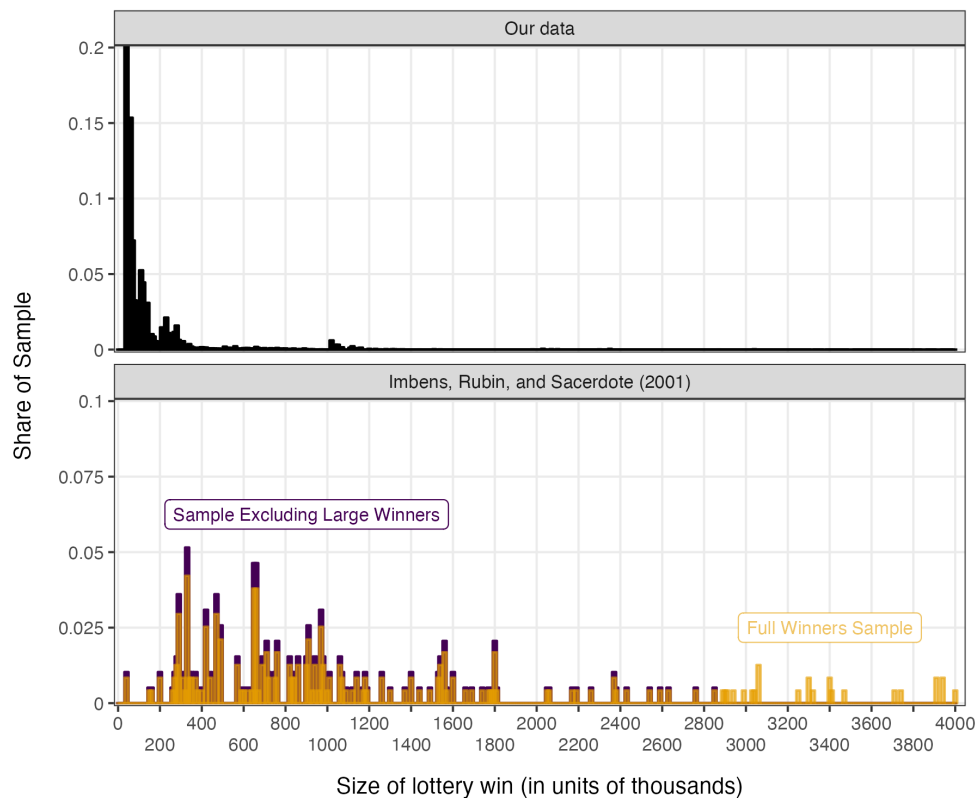 Our data
0.2
0.15
0.1
0.05
0
Share of Sample
Imbens, Rubin, and Sacerdote (2001)
0.1
0.075
0.05
0.025
0
Sample Excluding Large Winners
Full Winners Sample
0 400 800 1200 1600 2000 2400 2800 3200 3600 4000
200 600 1000 1400 1800 2200 2600 3000 3400 3800
Size of lottery win (in units of thousands)